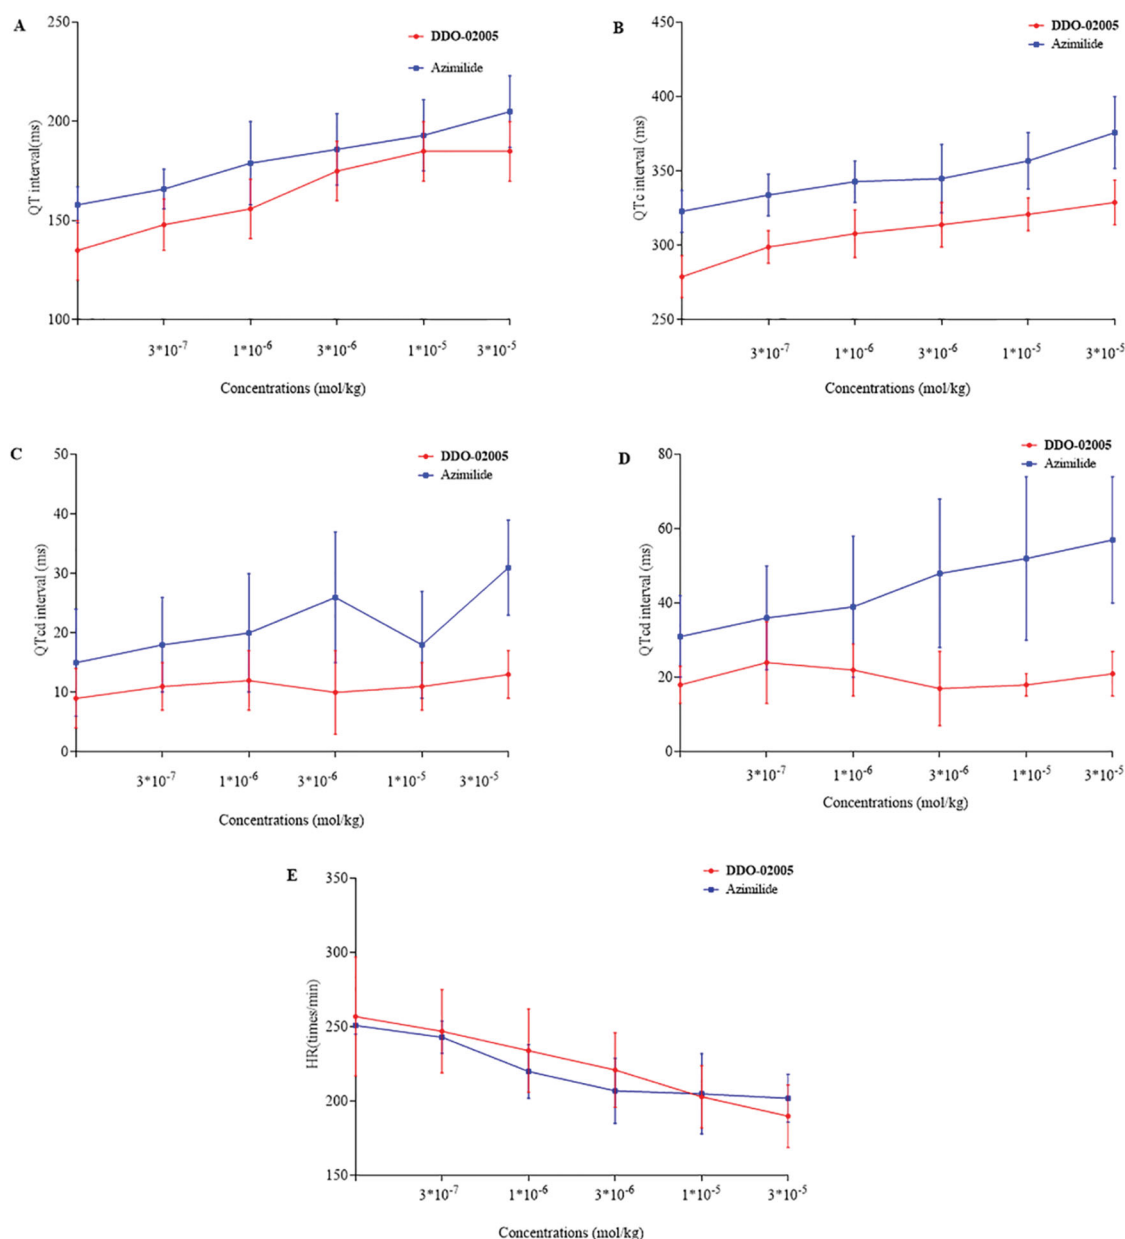 A
250
200
150
100
QT interval(ms)
DDO-02005
Azimilide
3*10-7 1*10-6 3*10-6 1*10-5 3*10-5
Concentrations (mol/kg)
B
450
400
350
300
250
QTc interval (ms)
DDO-02005
Azimilide
3*10-7 1*10-6 3*10-6 1*10-5 3*10-5
Concentrations (mol/kg)
C
50
40
30
20
10
0
QTcd interval (ms)
DDO-02005
Azimilide
3*10-7 1*10-6 3*10-6 1*10-5 3*10-5
Concentrations (mol/kg)
D
80
60
40
20
0
QTcd interval (ms)
DDO-02005
Azimilide
3*10-7 1*10-6 3*10-6 1*10-5 3*10-5
Concentrations (mol/kg)
E
350
300
250
200
150
HR(times/min)
DDO-02005
Azimilide
3*10-7 1*10-6 3*10-6 1*10-5 3*10-5
Concentrations (mol/kg)